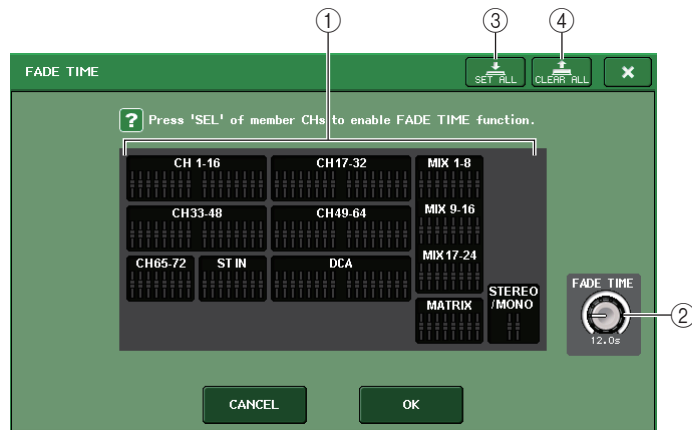 ① ③ ④
FADE TIME
SET ALL
CLEAR ALL
×
? Press 'SEL' of member CHs to enable FADE TIME function.
CH 1-16
CH17-32
MIX 1-8
CH33-48
CH49-64
MIX 9-16
CH65-72
ST IN
DCA
MIX17-24
MATRIX
STEREO
/MONO
FADE TIME
②
12.0s
CANCEL
OK